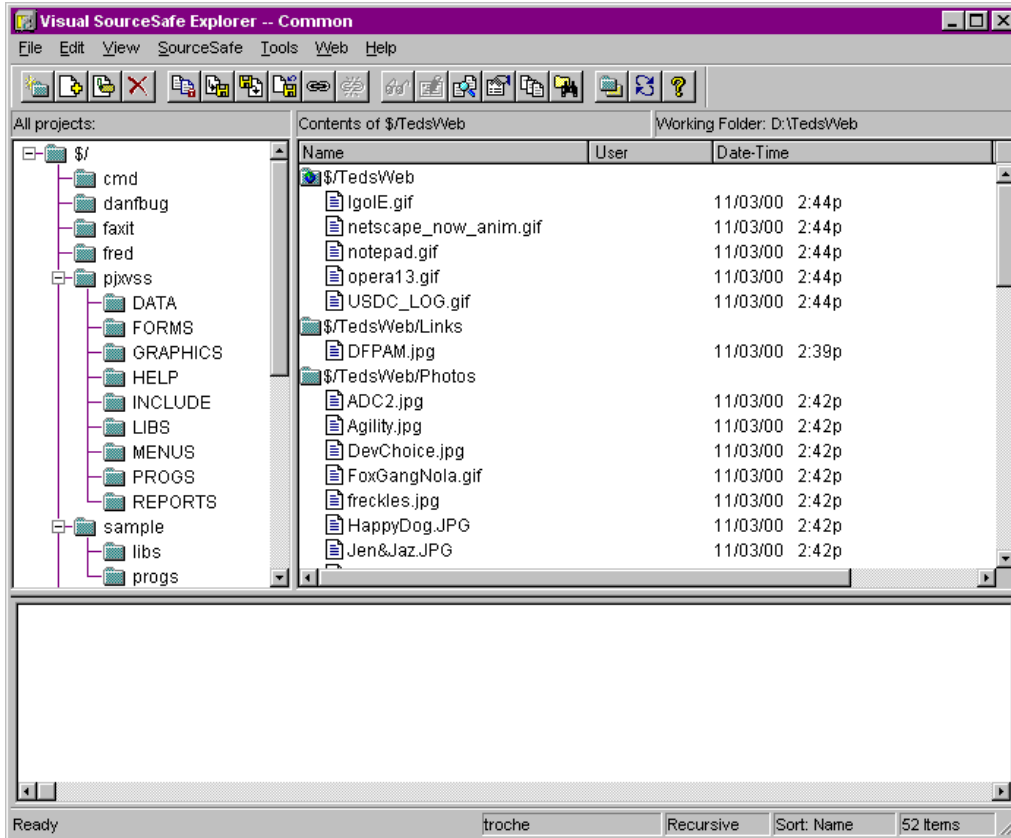 Visual SourceSafe Explorer -- Common
File Edit View SourceSafe Tools Web Help
All projects:
Contents of $/TedsWeb
Working Folder: D:\TedsWeb
$/
cmd
danfbug
faxit
fred
pjxvss
DATA
FORMS
GRAPHICS
HELP
INCLUDE
LIBS
MENUS
PROGS
REPORTS
sample
libs
progs
Name User Date-Time
$/TedsWeb
IgolE.gif 11/03/00 2:44p
netscape_now_anim.gif 11/03/00 2:44p
notepad.gif 11/03/00 2:44p
opera13.gif 11/03/00 2:44p
USDC_LOG.gif 11/03/00 2:44p
$/TedsWeb/Links
DFPAM.jpg 11/03/00 2:39p
$/TedsWeb/Photos
ADC2.jpg 11/03/00 2:42p
Agility.jpg 11/03/00 2:42p
DevChoice.jpg 11/03/00 2:42p
FoxGangNola.gif 11/03/00 2:42p
freckles.jpg 11/03/00 2:42p
HappyDog.JPG 11/03/00 2:42p
Jen&Jaz.JPG 11/03/00 2:42p
Ready
troche
Recursive
Sort: Name
52 Items